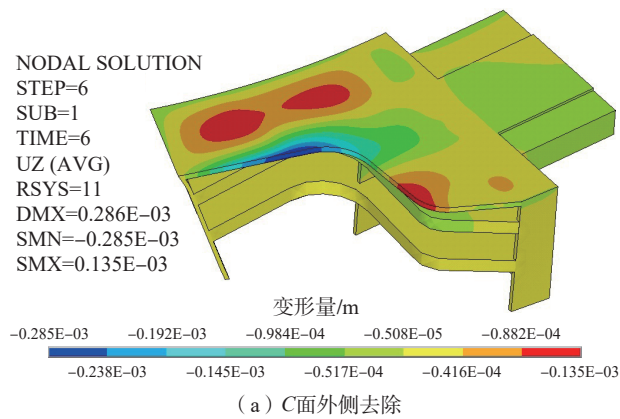 NODAL SOLUTION
STEP=6
SUB=1
TIME=6
UZ (AVG)
RSYS=11
DMX=0.286E−03
SMN=−0.285E−03
SMX=0.135E−03
变形量/m
−0.285E−03 −0.192E−03 −0.984E−04 −0.508E−05 −0.882E−04
−0.238E−03 −0.145E−03 −0.517E−04 −0.416E−04 −0.135E−03
（a）C面外侧去除